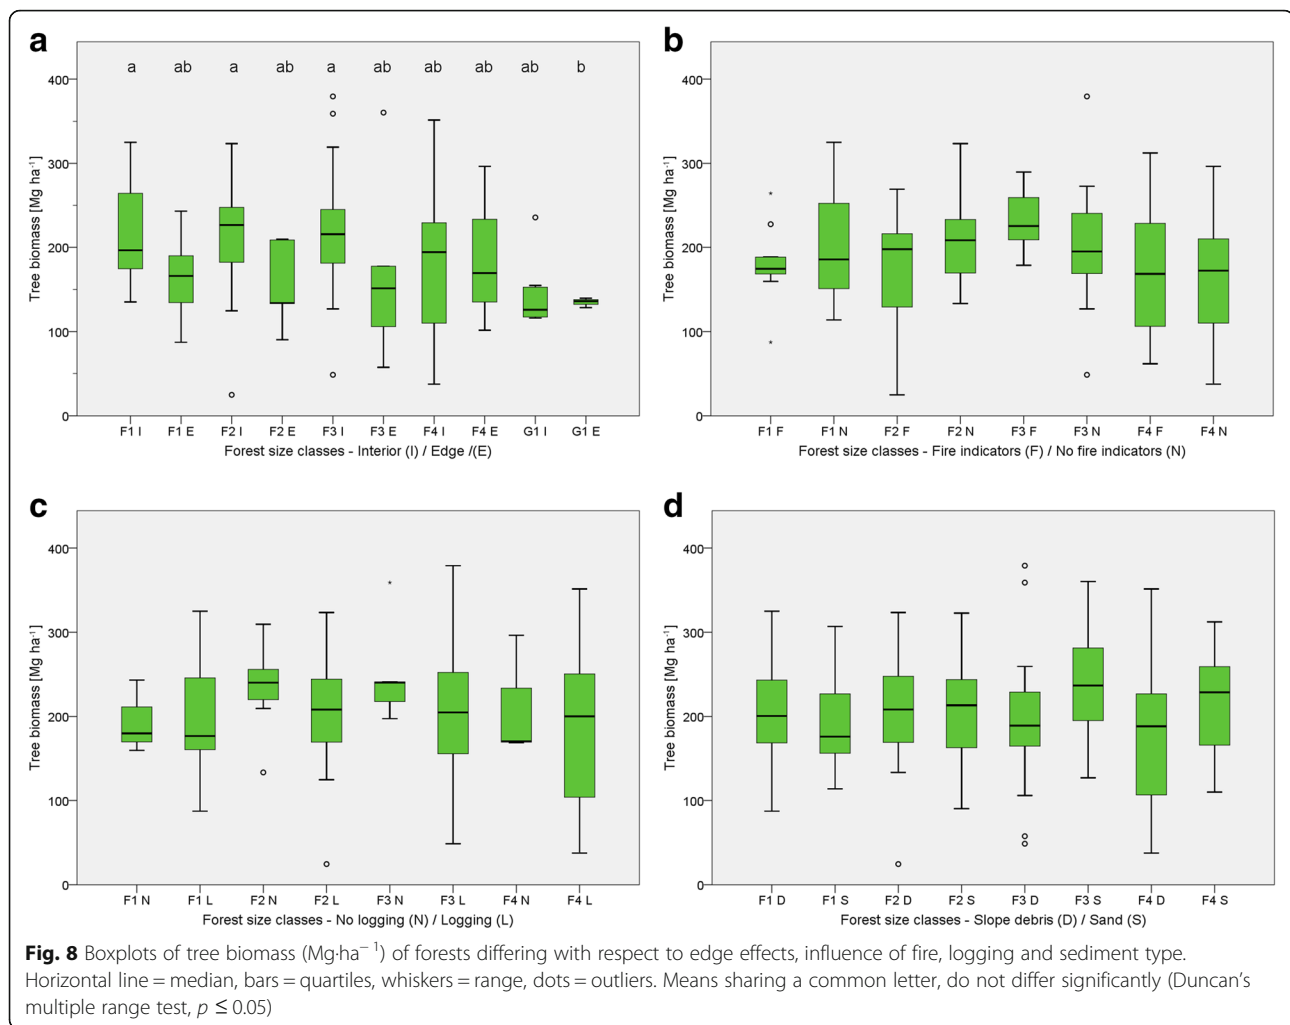 a
a ab a ab a ab ab ab ab b
400
300
200
100
0
Tree biomass [Mg ha-1]
F1 I F1 E F2 I F2 E F3 I F3 E F4 I F4 E G1 I G1 E
Forest size classes - Interior (I) / Edge /(E)
b
400
300
200
100
0
Tree biomass [Mg ha-1]
F1 F F1 N F2 F F2 N F3 F F3 N F4 F F4 N
Forest size classes - Fire indicators (F) / No fire indicators (N)
c
400
300
200
100
0
Tree biomass [Mg ha-1]
F1 N F1 L F2 N F2 L F3 N F3 L F4 N F4 L
Forest size classes - No logging (N) / Logging (L)
d
400
300
200
100
0
Tree biomass [Mg ha-1]
F1 D F1 S F2 D F2 S F3 D F3 S F4 D F4 S
Forest size classes - Slope debris (D) / Sand (S)
Fig. 8 Boxplots of tree biomass (Mg·ha− 1) of forests differing with respect to edge effects, influence of fire, logging and sediment type.
Horizontal line = median, bars = quartiles, whiskers = range, dots = outliers. Means sharing a common letter, do not differ significantly (Duncan's
multiple range test, p ≤ 0.05)